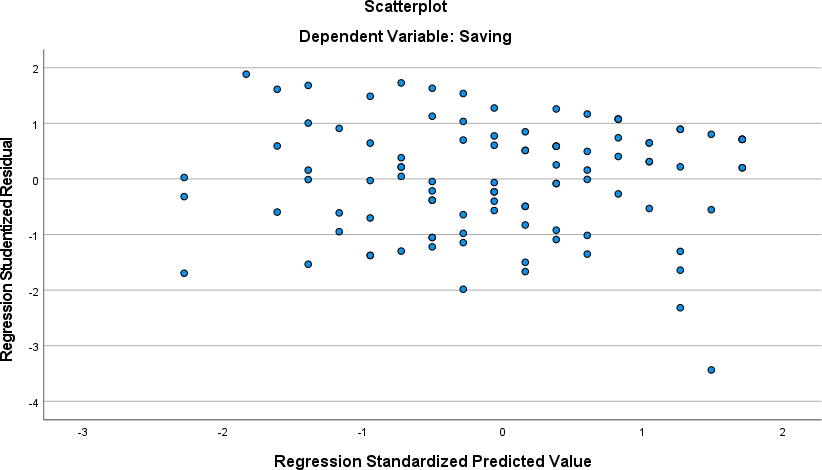 Scatterplot
Dependent Variable: Saving
Regression Studentized Residual
2
1
0
-1
-2
-3
-4
-3 -2 -1 0 1 2
Regression Standardized Predicted Value